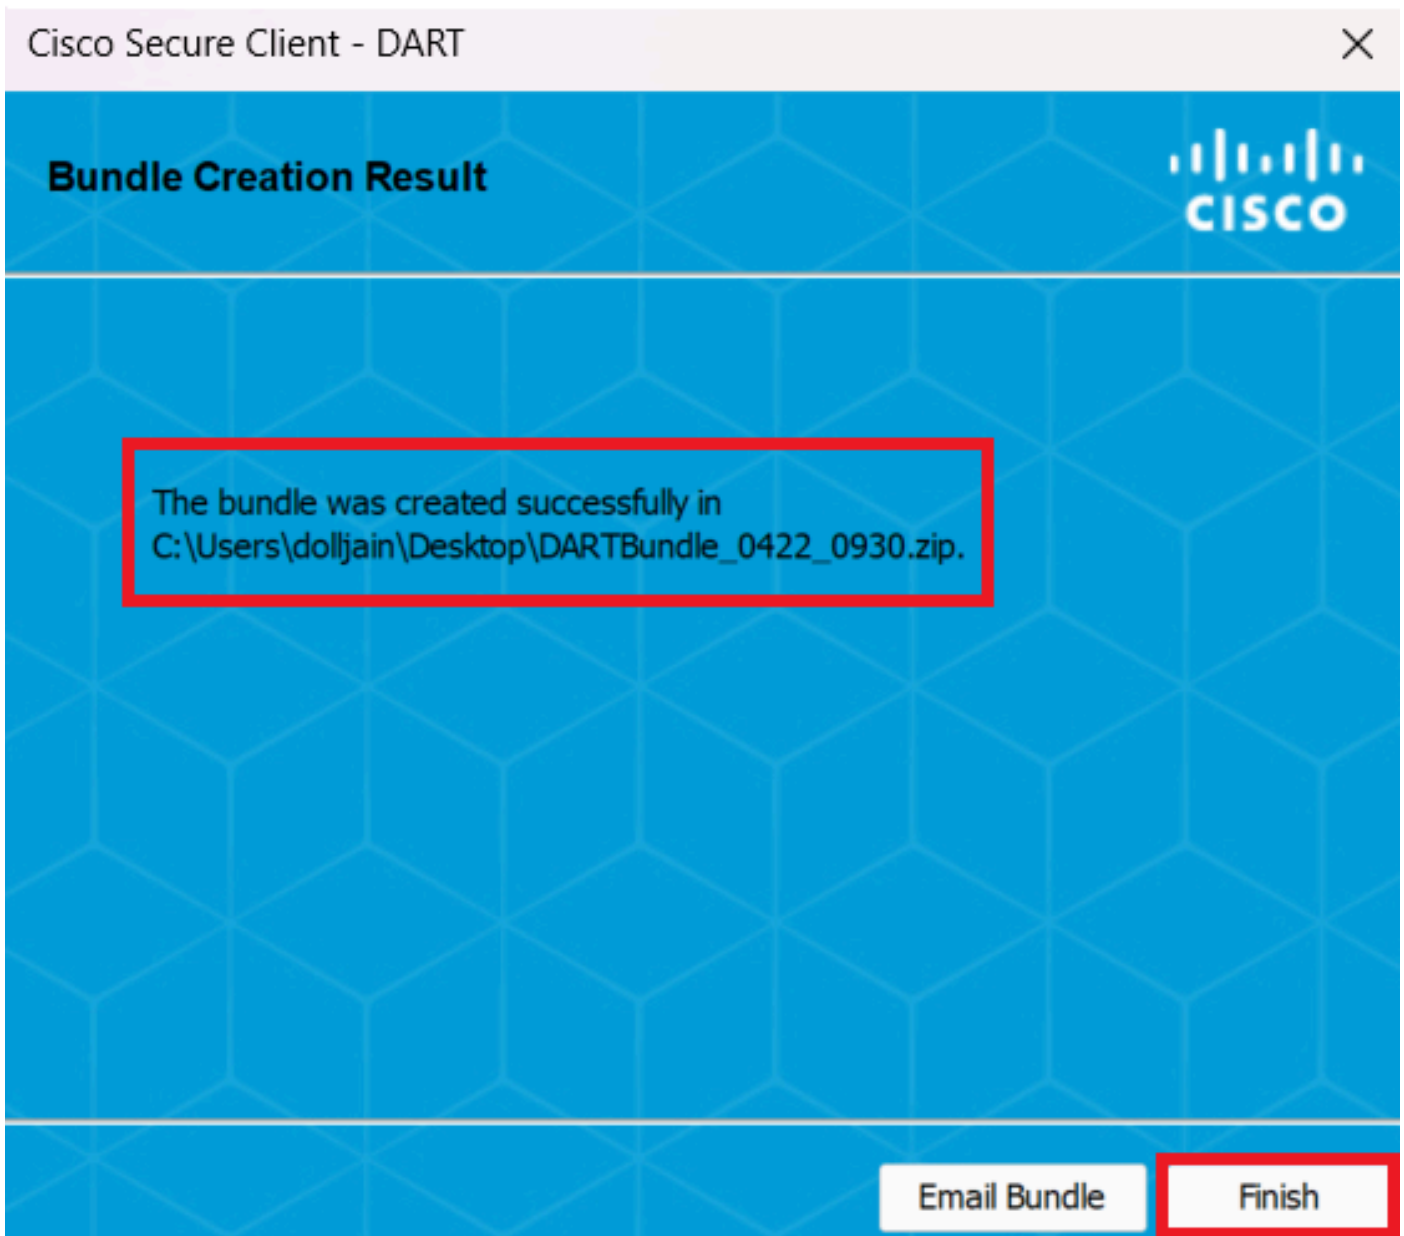 Cisco Secure Client - DART
Bundle Creation Result
CISCO
The bundle was created successfully in
C:\Users\dolljain\Desktop\DARTBundle_0422_0930.zip.
Email Bundle
Finish